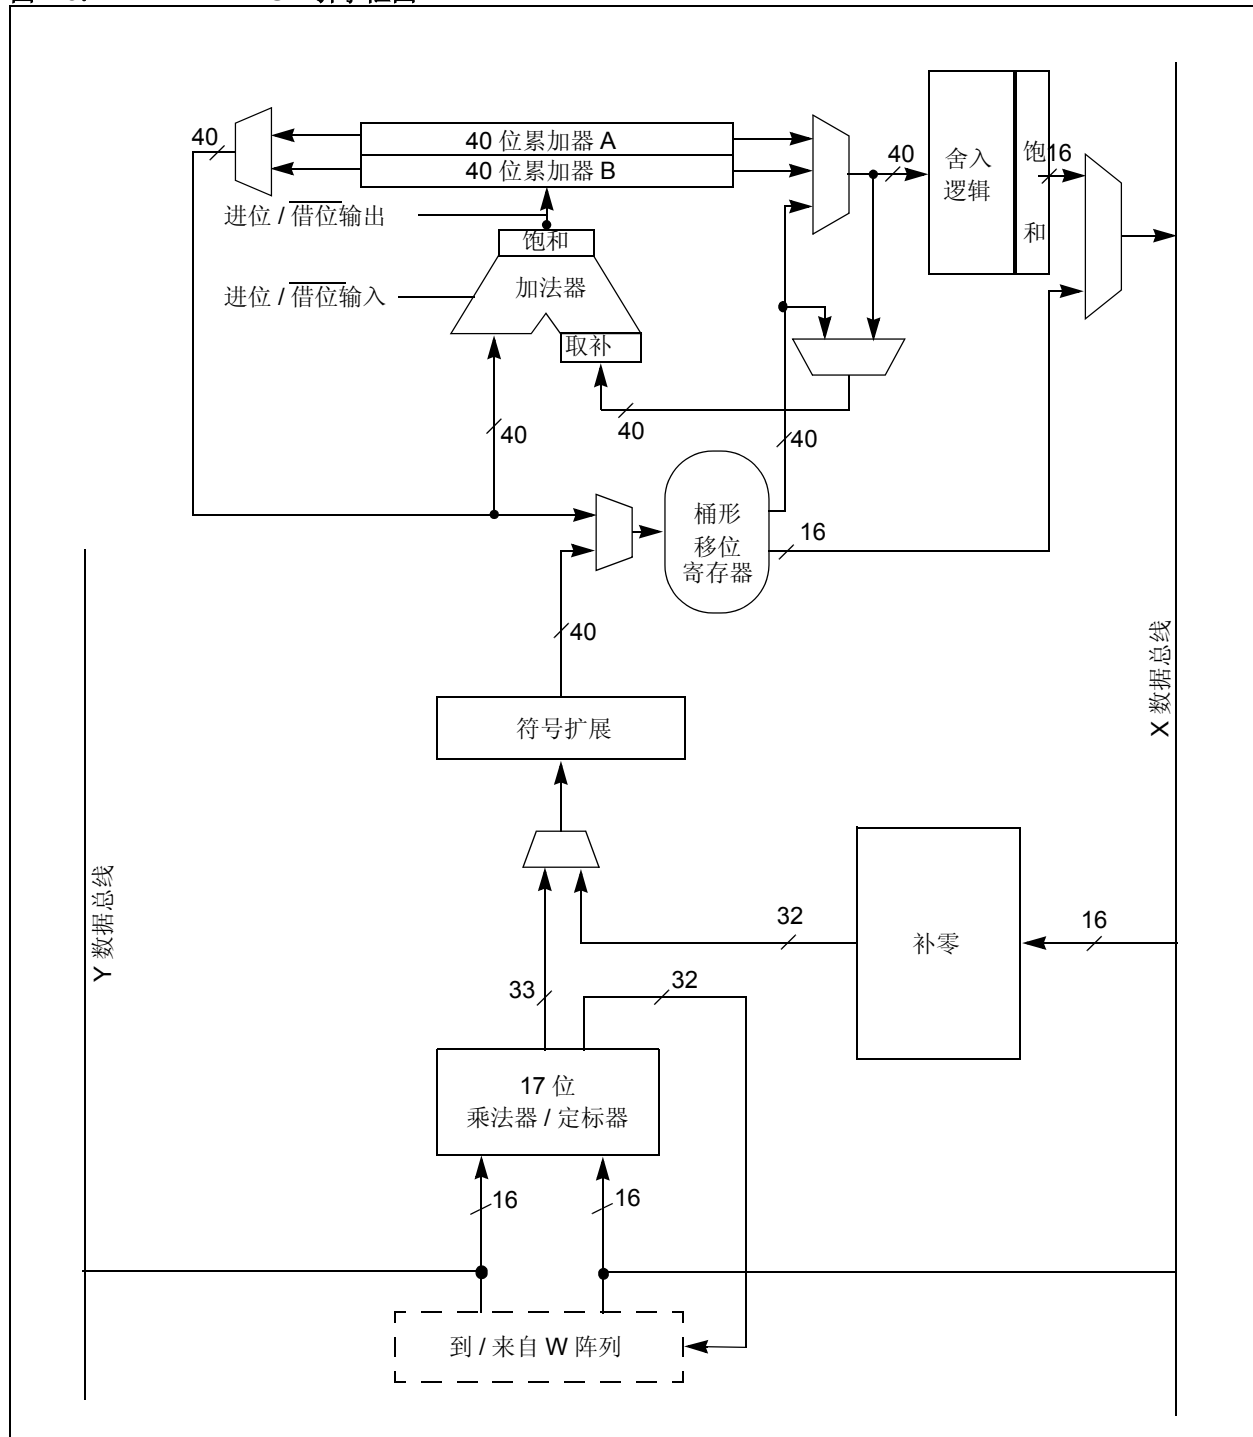 40
40 位累加器 A
40 位累加器 B
进位 / 借位输出
进位 / 借位输入
饱和
加法器
取补
40
舍入
逻辑
饱
和
16
40
40
40
桶形
移位
寄存器
16
40
符号扩展
X 数据总线
Y 数据总线
32
补零
16
33
32
17 位
乘法器 / 定标器
16
16
到 / 来自 W 阵列